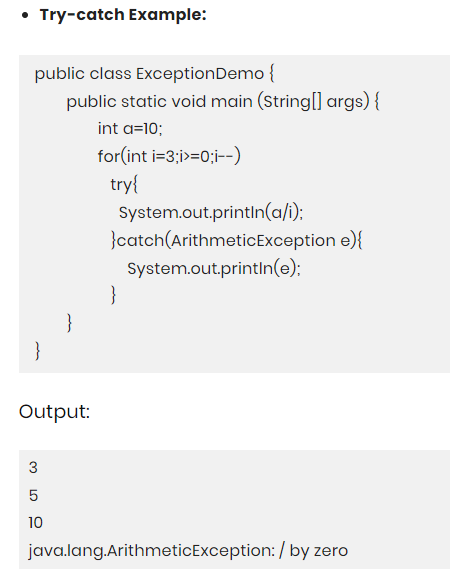 • Try-catch Example:
public class ExceptionDemo {
public static void main (String[] args) {
int a=10;
for(int i=3;i>=0;i--)
try{
System.out.println(a/i);
}catch(ArithmeticException e){
System.out.println(e);
}
}
}
Output:
3
5
10
java.lang.ArithmeticException: / by zero